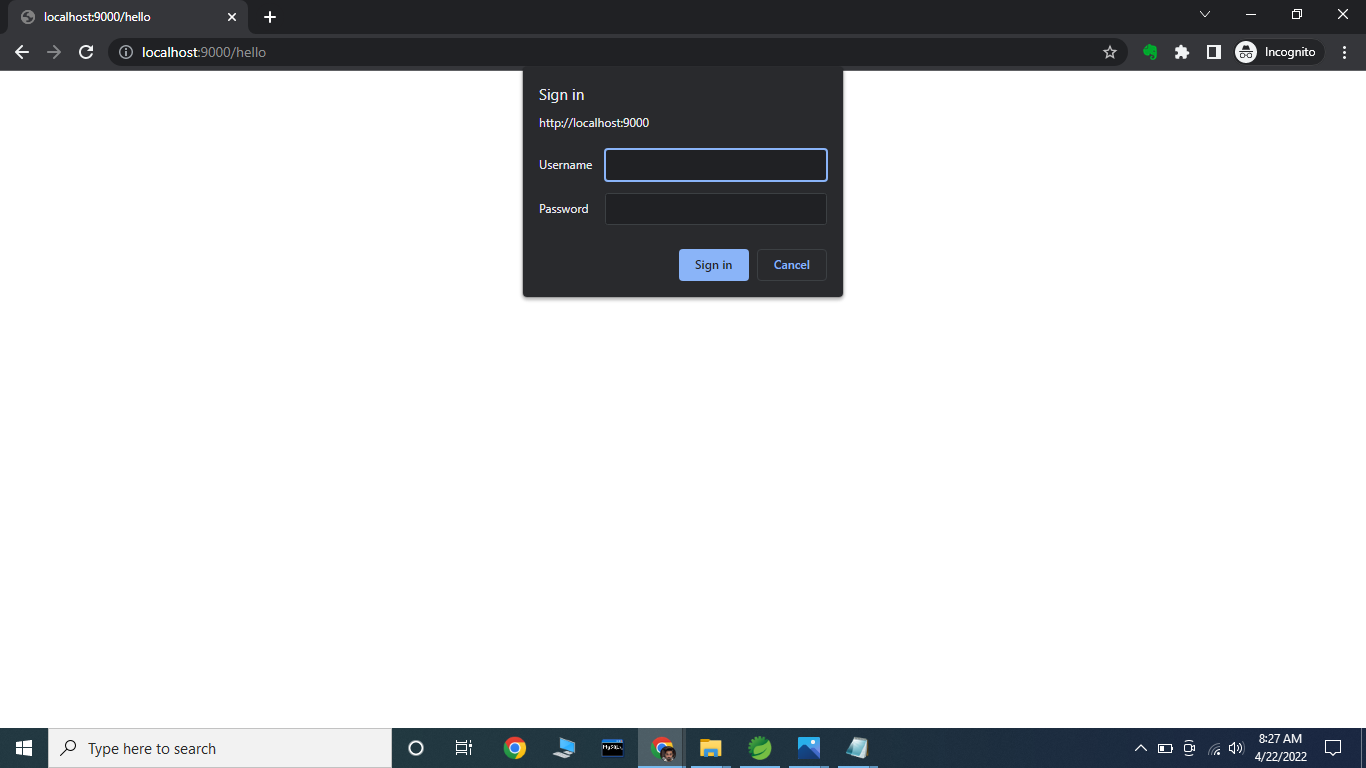 localhost:9000/hello
localhost:9000/hello
Incognito
Sign in
http://localhost:9000
Username
Password
Sign in
Cancel
Type here to search
MySQL
8:27 AM
4/22/2022